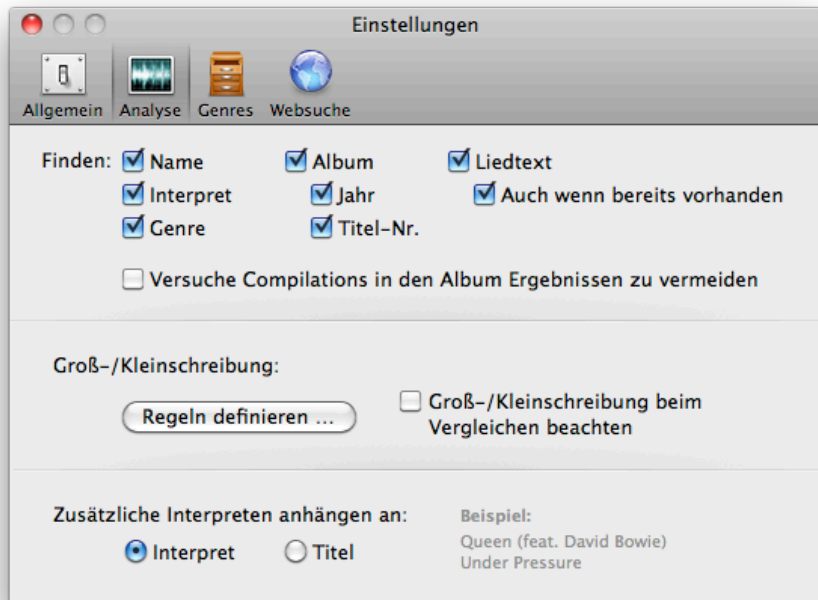 Einstellungen
Allgemein Analyse Genres Websuche
Finden: Name Album Liedtext
Interpret Jahr Auch wenn bereits vorhanden
Genre Titel-Nr.
Versuche Compilations in den Album Ergebnissen zu vermeiden
Groß-/Kleinschreibung:
Regeln definieren ... Groß-/Kleinschreibung beim
Vergleichen beachten
Zusätzliche Interpreten anhängen an: Beispiel:
Interpret Titel Queen (feat. David Bowie)
Under Pressure